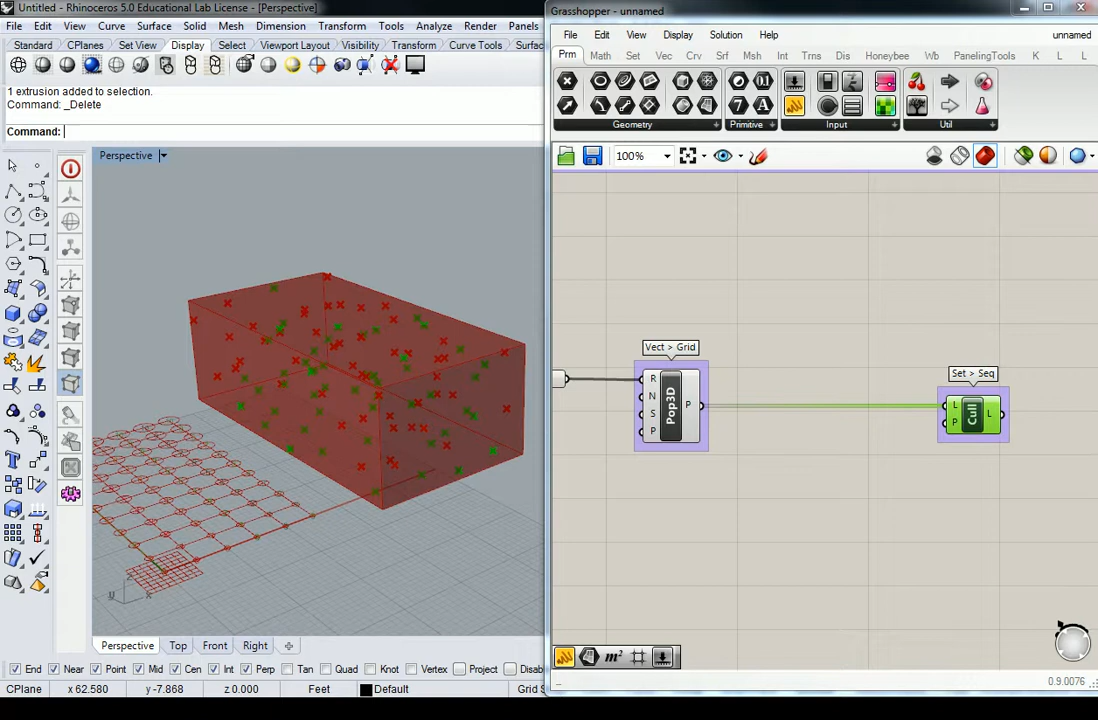 Untitled - Rhinoceros 5.0 Educational Lab License - [Perspective]
File Edit View Curve Surface Solid Mesh Dimension Transform Tools Analyze Render Panels
Standard CPlanes Set View Display Select Viewport Layout Visibility Transform Curve Tools Surfac
1 extrusion added to selection.
Command: _Delete
Command:
Perspective
z
x
Perspective Top Front Right
End Near Point Mid Cen Int Perp Tan Quad Knot Vertex Project Disab
CPlane x 62.580 y -7.868 z 0.000 Feet Default Grid S
Grasshopper - unnamed
File Edit View Display Solution Help unnamed
Prm Math Set Vec Crv Srf Msh Int Trns Dis Honeybee Wb PanelingTools K L L
Geometry Primitive Input Util
100%
Vect > Grid
R
N
S
P
Pop3D
P
Set > Seq
L
P
Cull
L
m²
0.9.0076